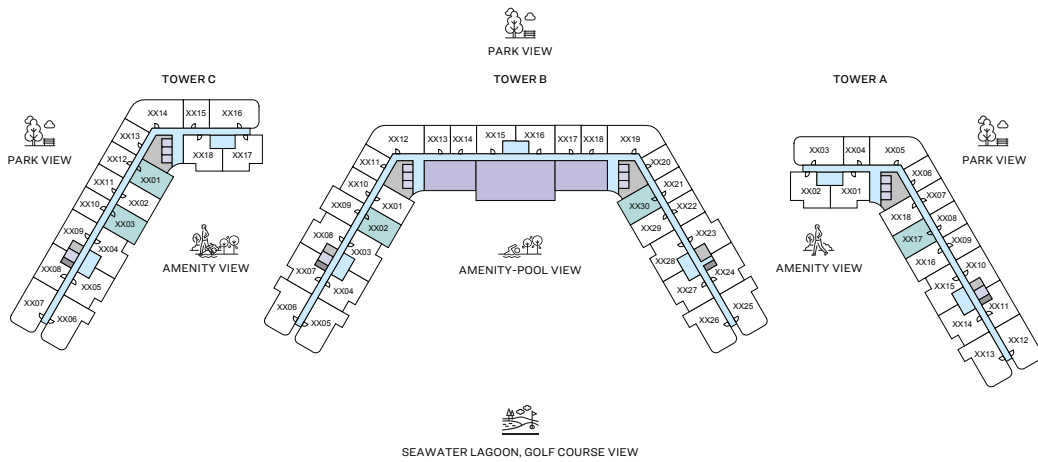 PARK VIEW
TOWER C
TOWER B
TOWER A
PARK VIEW
PARK VIEW
XX14
XX15
XX16
XX13
XX12
XX18
XX17
XX11
XX01
XX10
XX02
XX09
XX03
XX08
XX04
XX07
XX05
XX06
AMENITY VIEW
XX12
XX13
XX14
XX15
XX16
XX17
XX18
XX19
XX11
XX20
XX10
XX21
XX09
XX01
XX30
XX22
XX08
XX02
XX29
XX23
XX07
XX03
XX28
XX24
XX06
XX04
XX27
XX25
XX05
XX26
AMENITY-POOL VIEW
XX03
XX04
XX05
XX02
XX01
XX06
XX07
XX18
XX08
XX17
XX09
XX16
XX10
XX15
XX11
XX14
XX12
XX13
AMENITY VIEW
SEAWATER LAGOON, GOLF COURSE VIEW